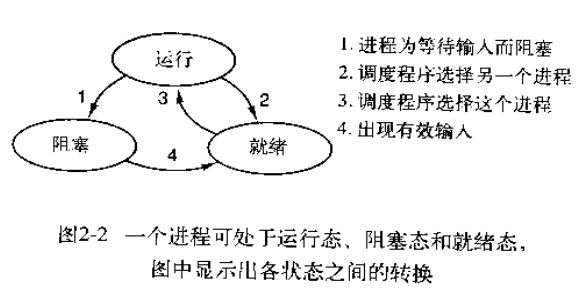 运行
1
3
2
阻塞
4
就绪
1. 进程为等待输入而阻塞
2. 调度程序选择另一个进程
3. 调度程序选择这个进程
4. 出现有效输入
图2-2 一个进程可处于运行态、阻塞态和就绪态，
图中显示出各状态之间的转换